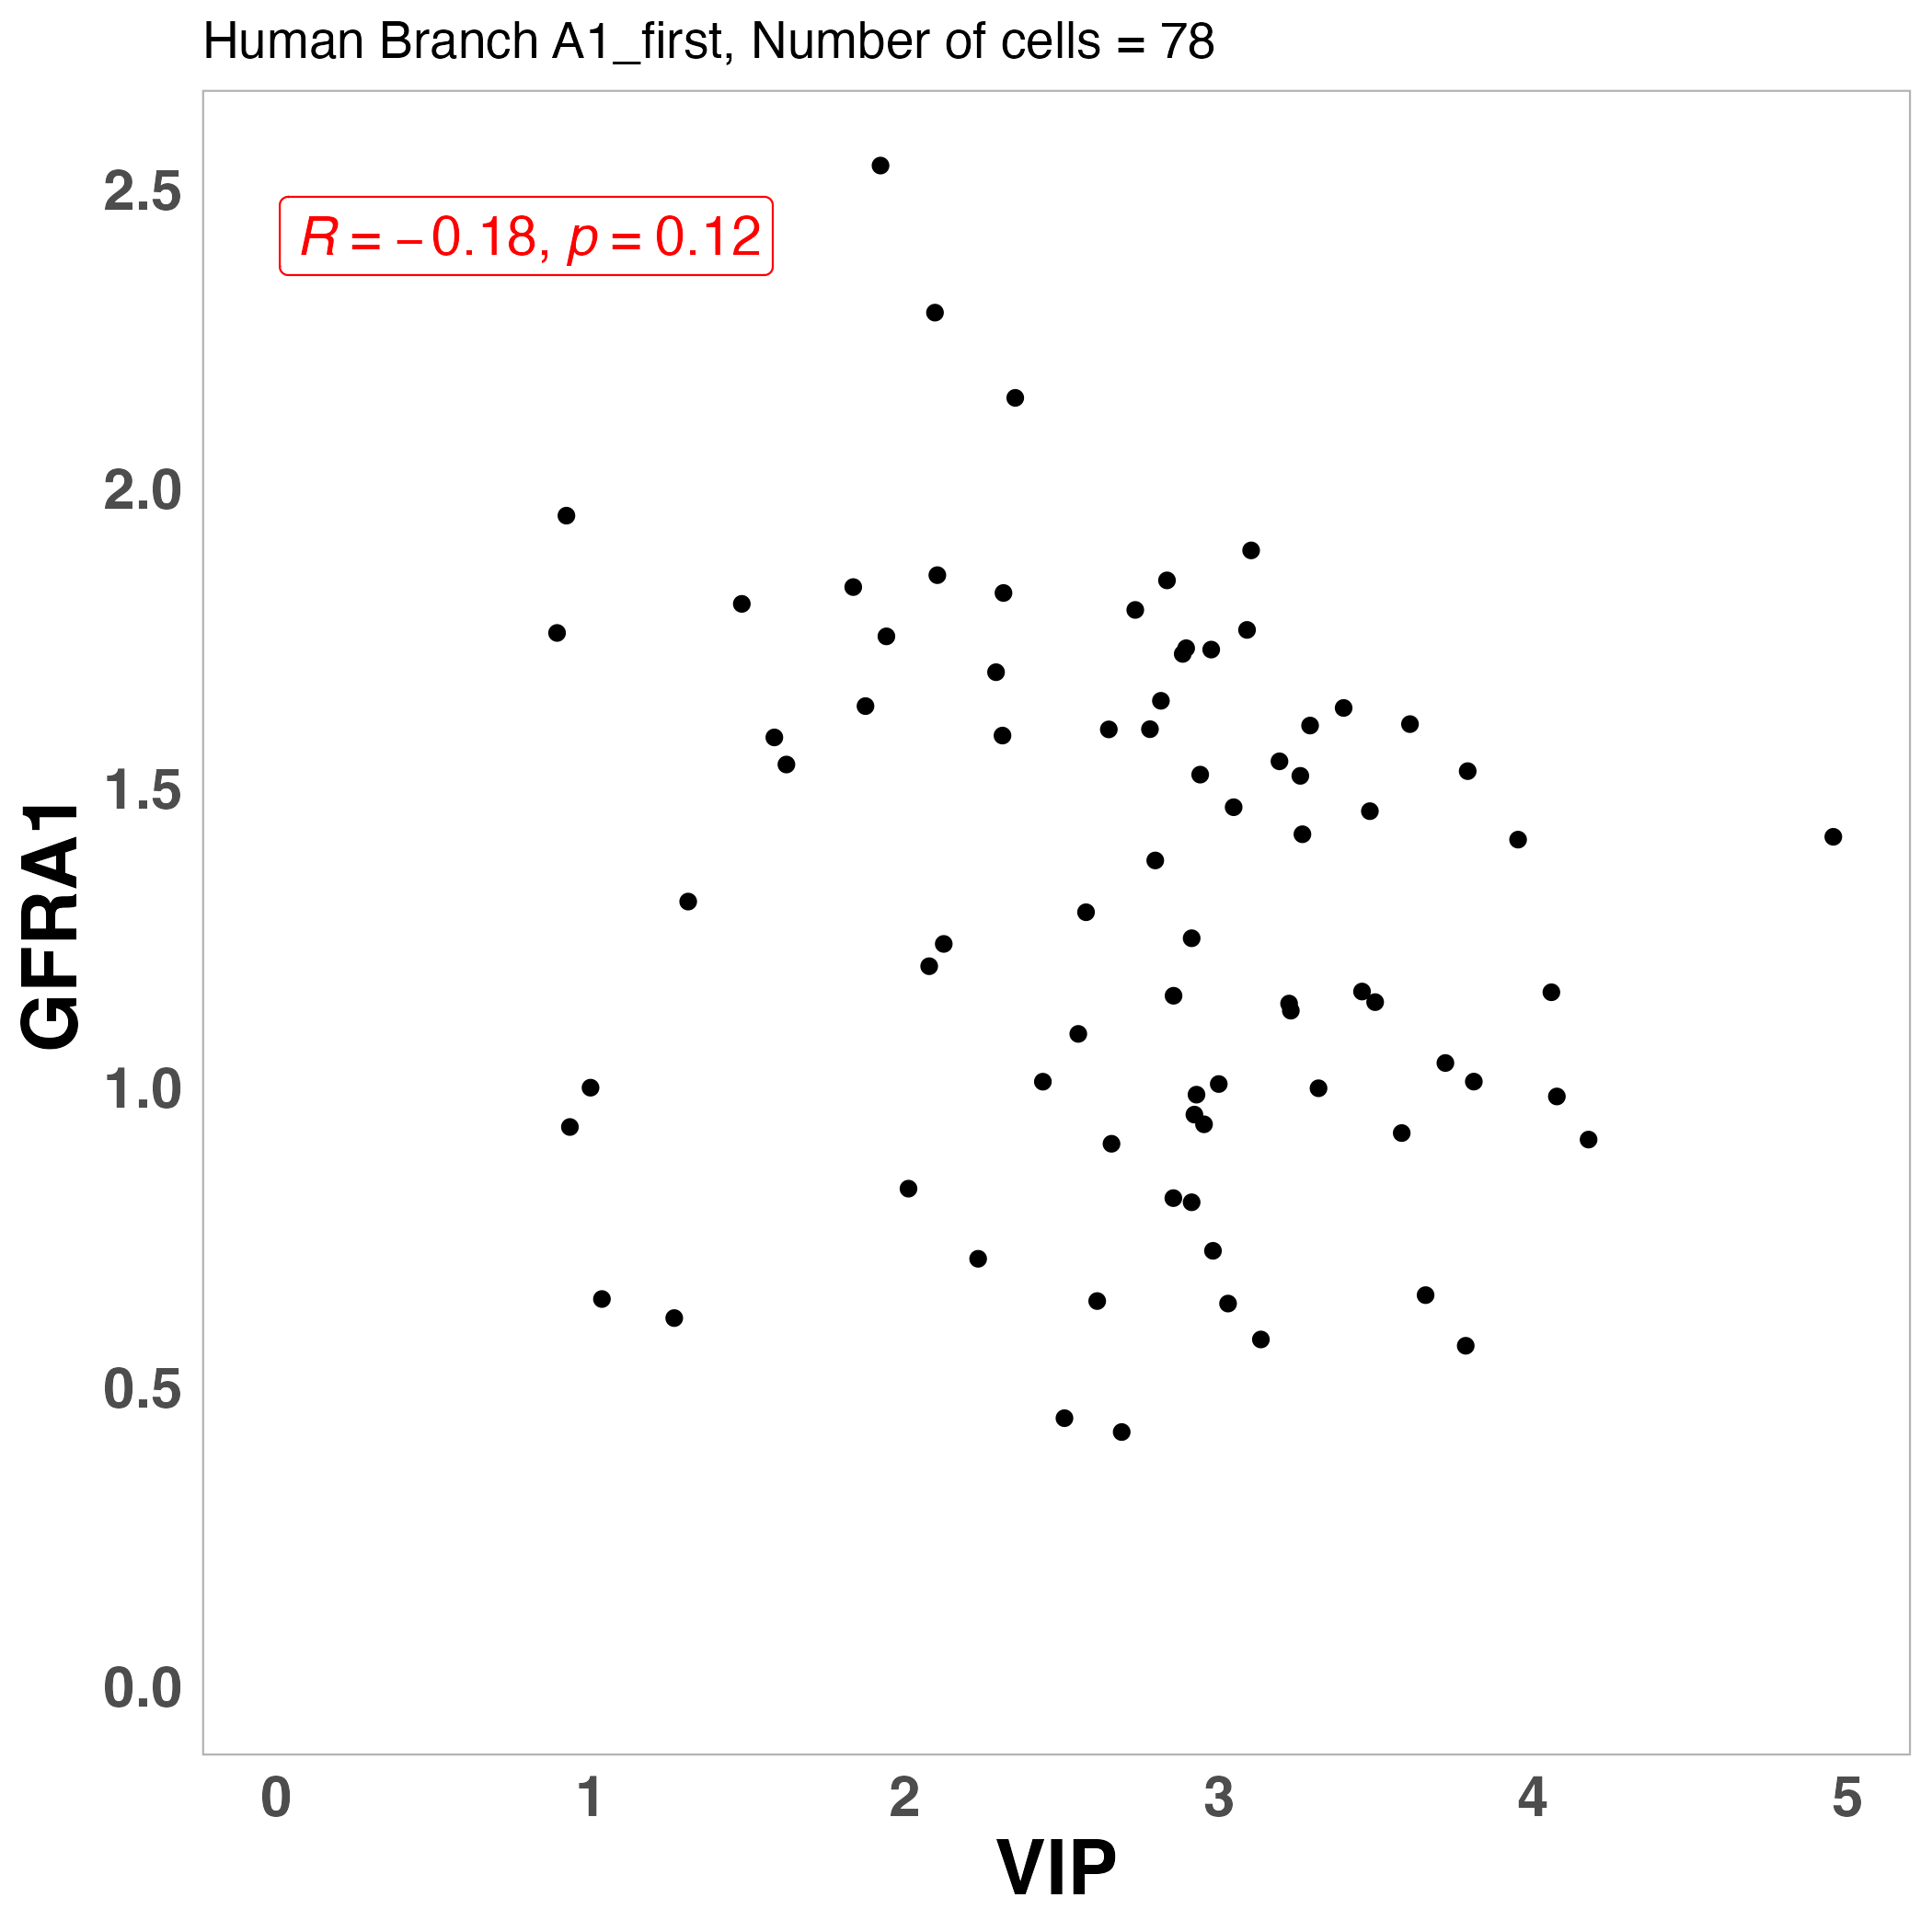 Human Branch A1_first, Number of cells = 78
R = −0.18, p = 0.12
2.5
2.0
1.5
1.0
0.5
0.0
GFRA1
0 1 2 3 4 5
VIP